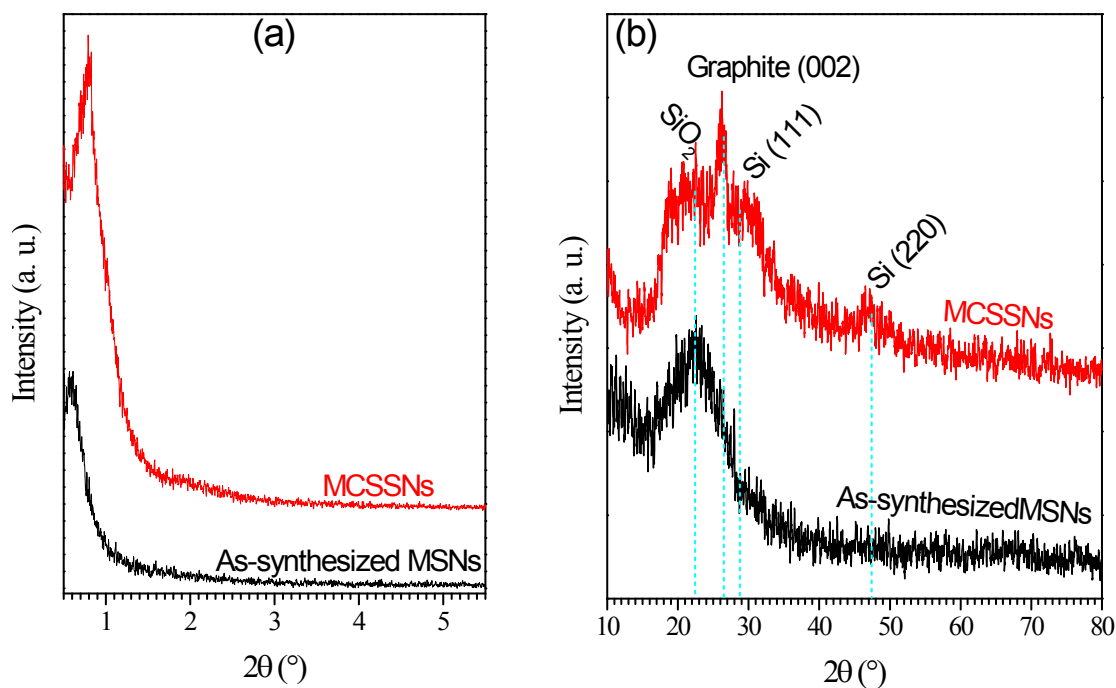 (a)
Intensity (a. u.)
MCSSNs
As-synthesized MSNs
1 2 3 4 5
2θ (°)
(b)
Graphite (002)
SiO2
Si (111)
Si (220)
Intensity (a. u.)
MCSSNs
As-synthesizedMSNs
10 20 30 40 50 60 70 80
2θ (°)